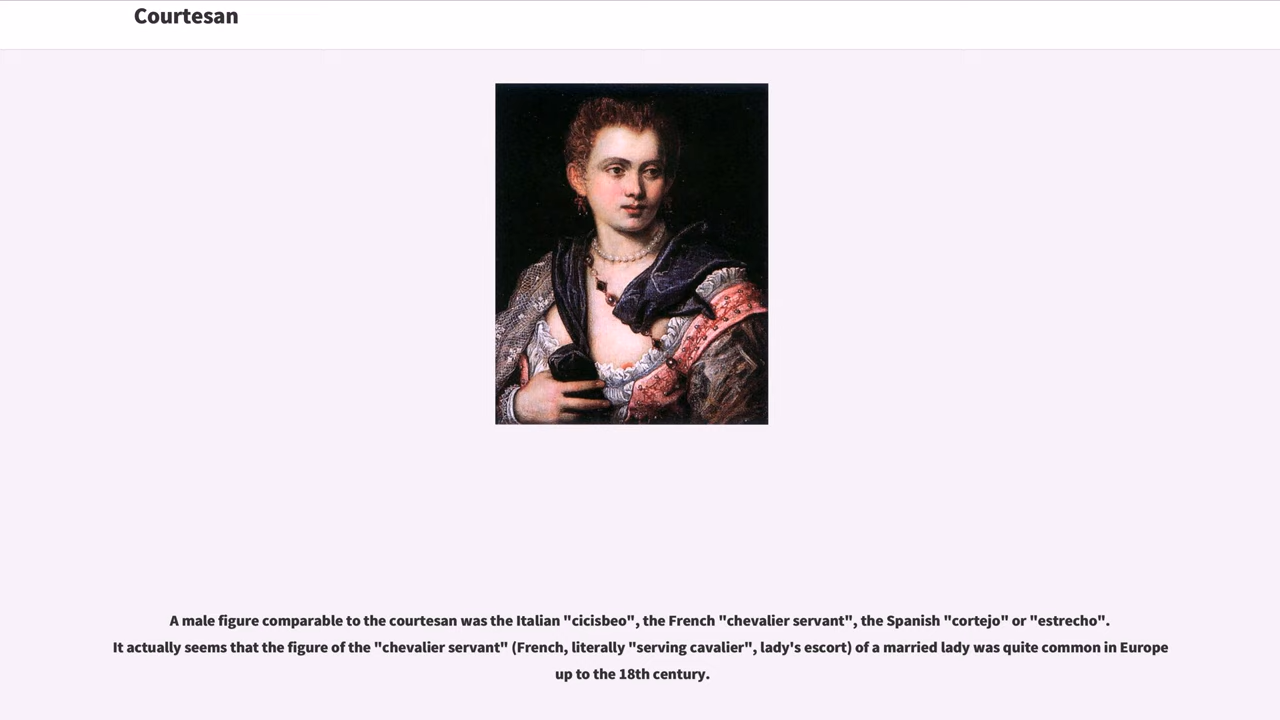 Courtesan
A male figure comparable to the courtesan was the Italian "cicisbeo", the French "chevalier servant", the Spanish "cortejo" or "estrecho".
It actually seems that the figure of the "chevalier servant" (French, literally "serving cavalier", lady's escort) of a married lady was quite common in Europe
up to the 18th century.